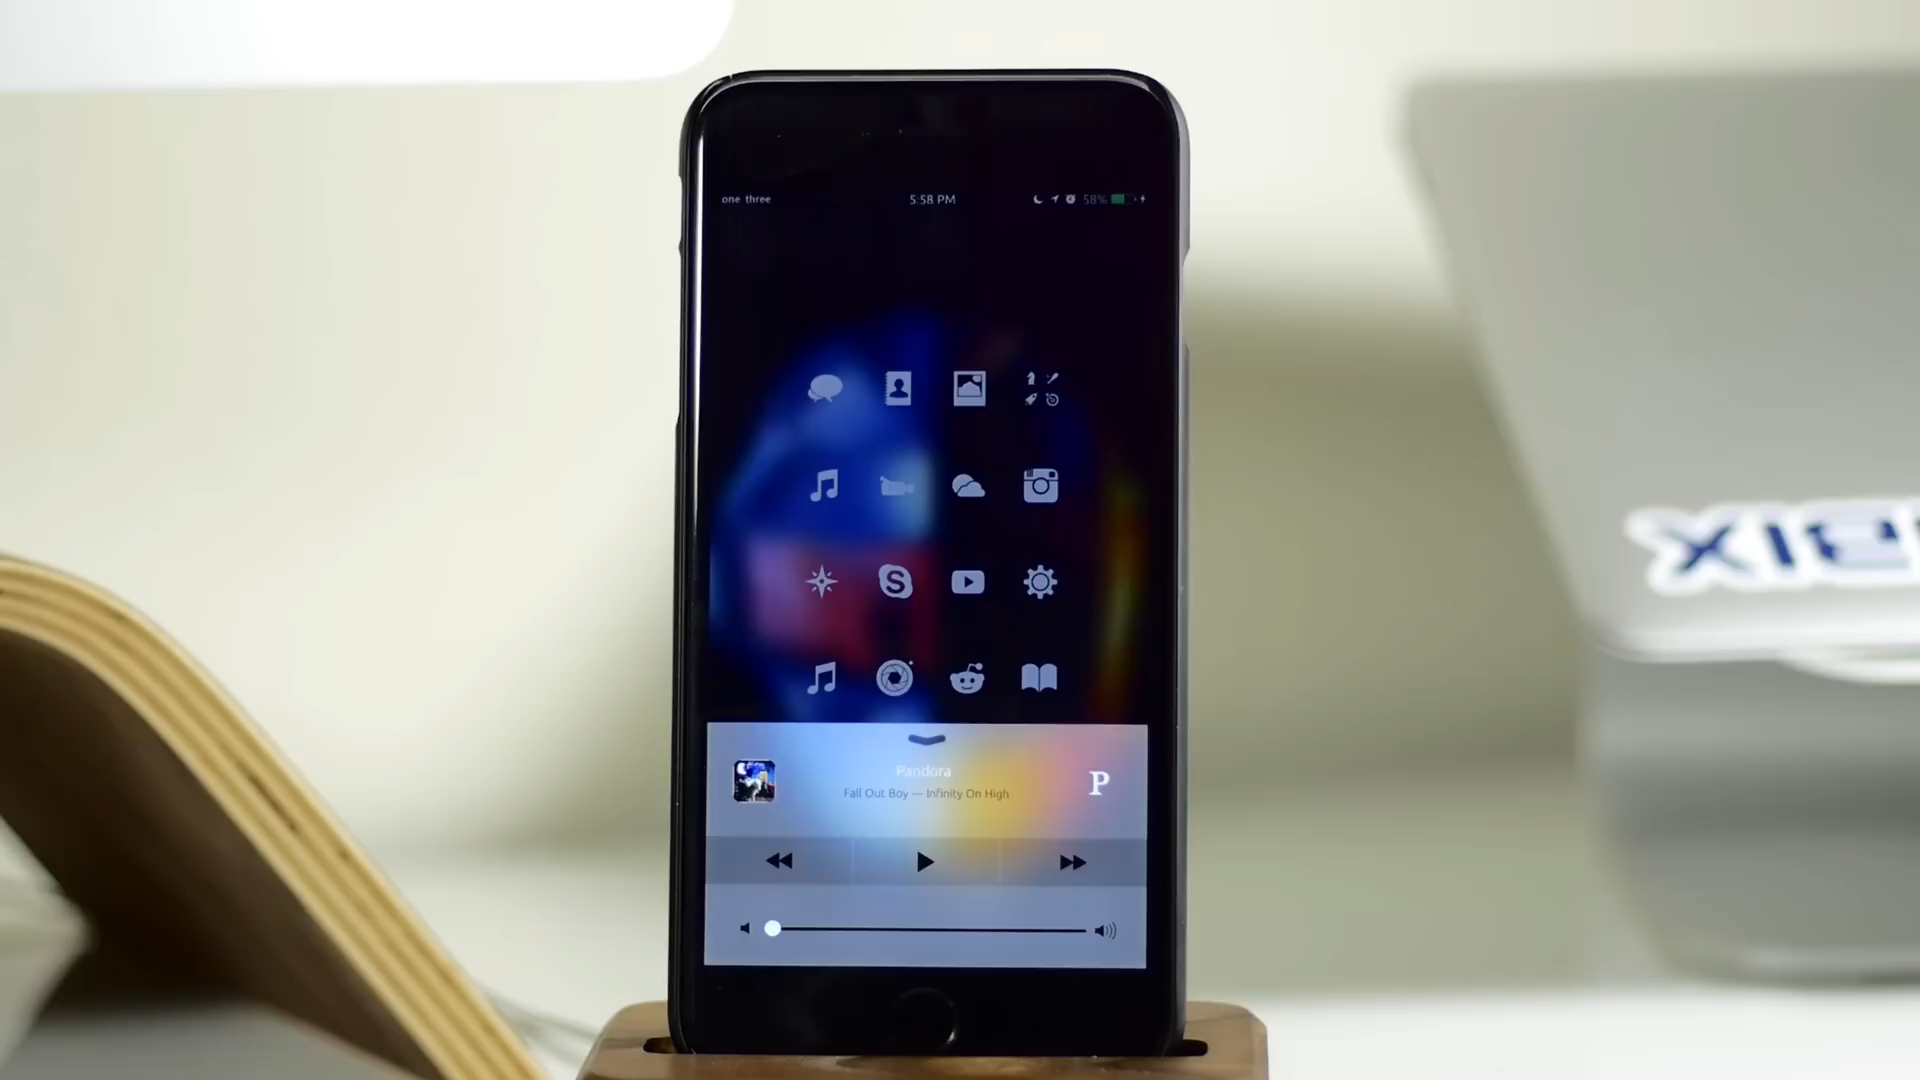 one three
5:58 PM
58%
Pandora
Fall Out Boy — Infinity On High
P